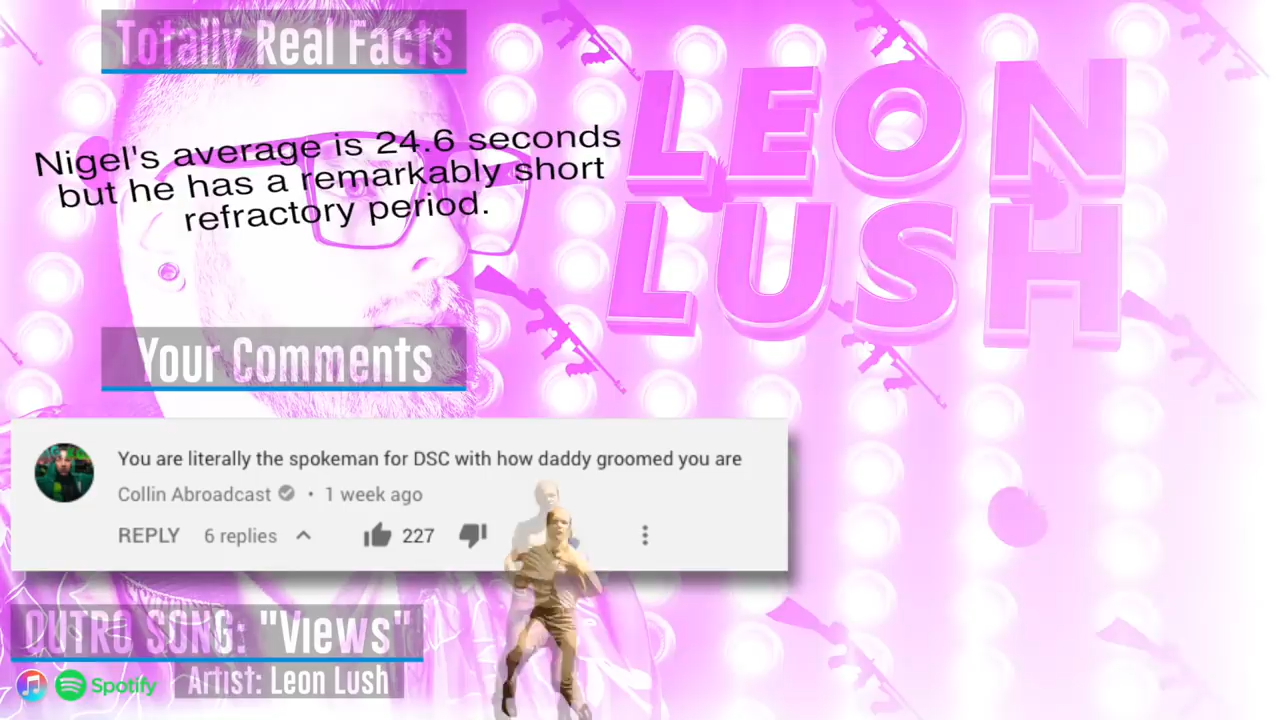 Totally Real Facts
LEON
LUSH
Nigel's average is 24.6 seconds
but he has a remarkably short
refractory period.
Your Comments
You are literally the spokeman for DSC with how daddy groomed you are
Collin Abroadcast • 1 week ago
REPLY 6 replies 227
OUTRO SONG: "Views"
Spotify Artist: Leon Lush